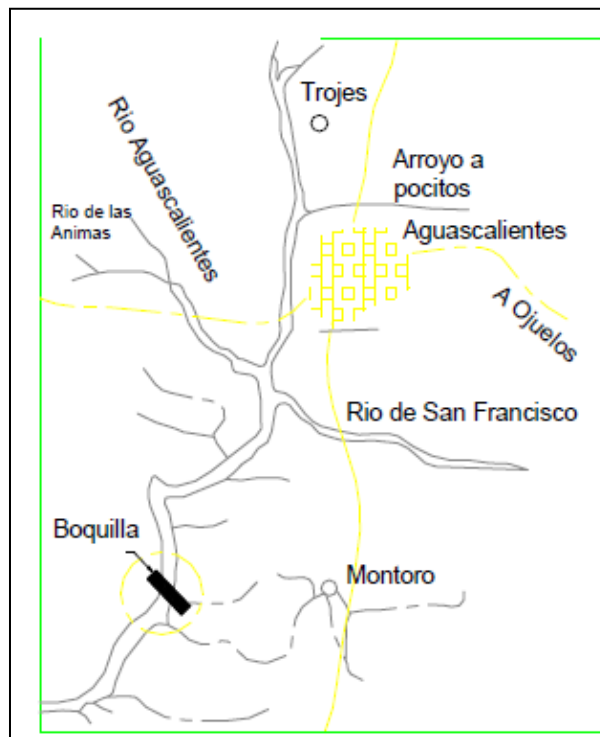 Trojes
Rio Aguascalientes
Arroyo a
pocitos
Rio de las
Animas
Aguascalientes
A Ojuelos
Rio de San Francisco
Boquilla
Montoro